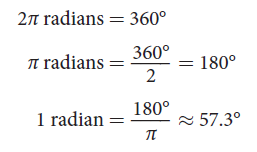 2π radians = 360°
π radians = 360°/2 = 180°
1 radian = 180°/π ≈ 57.3°